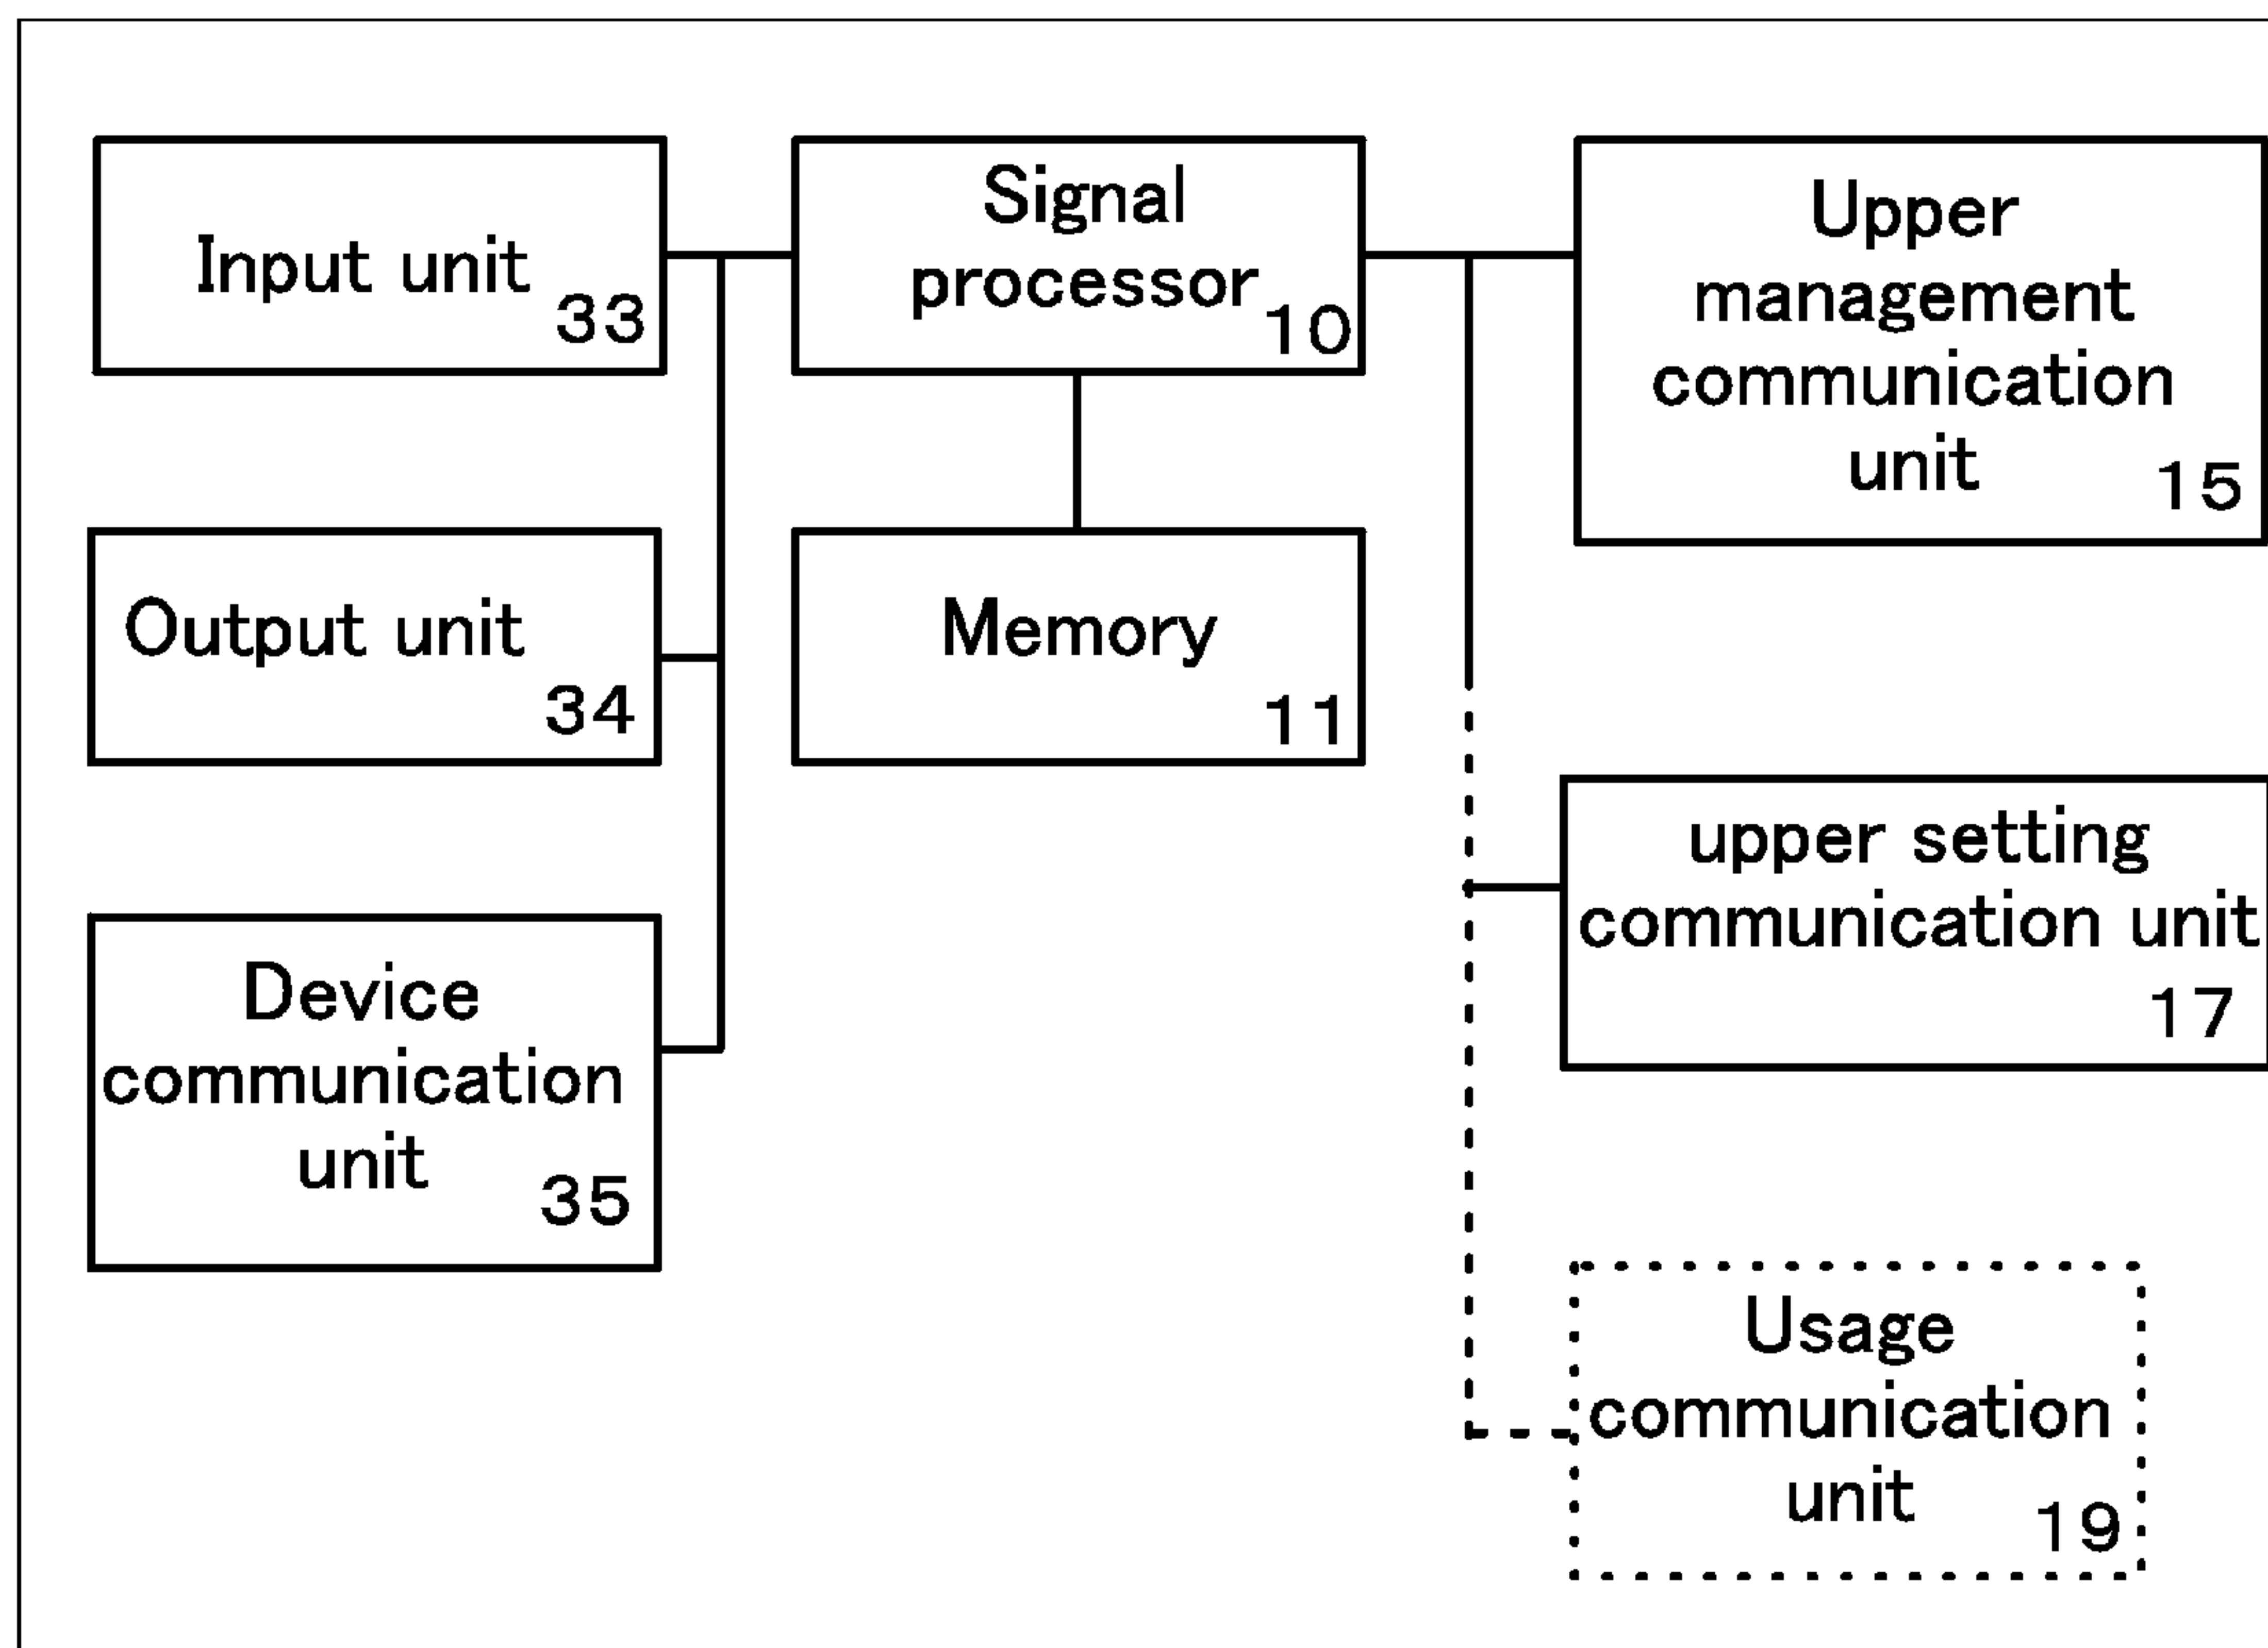 Input unit
33
Signal
processor
10
Upper
management
communication
unit
15
Output unit
34
Memory
11
upper setting
communication unit
17
Device
communication
unit
35
Usage
communication
unit
19